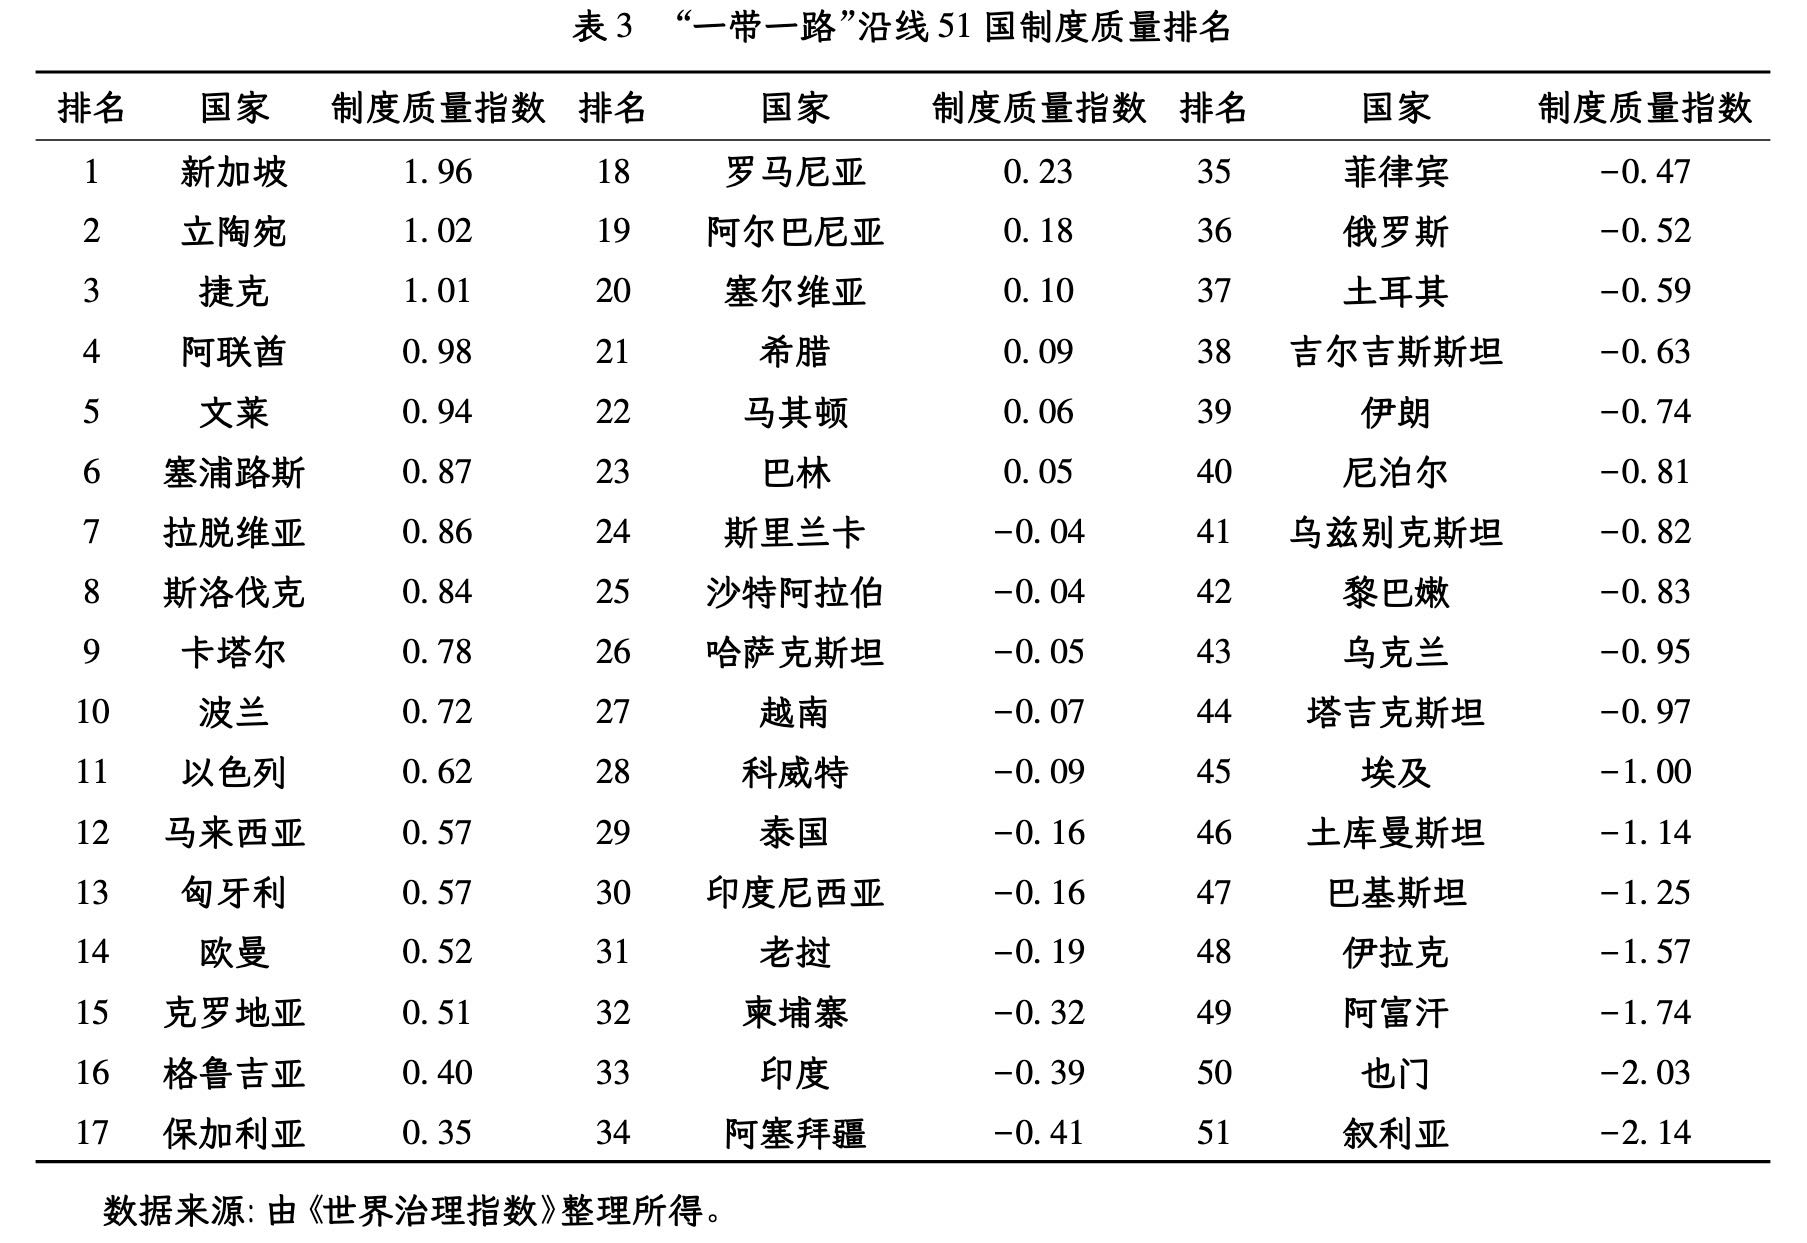 表 3 “一带一路”沿线 51 国制度质量排名
排名 国家 制度质量指数 排名 国家 制度质量指数 排名 国家 制度质量指数
1 新加坡 1.96 18 罗马尼亚 0.23 35 菲律宾 -0.47
2 立陶宛 1.02 19 阿尔巴尼亚 0.18 36 俄罗斯 -0.52
3 捷克 1.01 20 塞尔维亚 0.10 37 土耳其 -0.59
4 阿联酋 0.98 21 希腊 0.09 38 吉尔吉斯斯坦 -0.63
5 文莱 0.94 22 马其顿 0.06 39 伊朗 -0.74
6 塞浦路斯 0.87 23 巴林 0.05 40 尼泊尔 -0.81
7 拉脱维亚 0.86 24 斯里兰卡 -0.04 41 乌兹别克斯坦 -0.82
8 斯洛伐克 0.84 25 沙特阿拉伯 -0.04 42 黎巴嫩 -0.83
9 卡塔尔 0.78 26 哈萨克斯坦 -0.05 43 乌克兰 -0.95
10 波兰 0.72 27 越南 -0.07 44 塔吉克斯坦 -0.97
11 以色列 0.62 28 科威特 -0.09 45 埃及 -1.00
12 马来西亚 0.57 29 泰国 -0.16 46 土库曼斯坦 -1.14
13 匈牙利 0.57 30 印度尼西亚 -0.16 47 巴基斯坦 -1.25
14 欧曼 0.52 31 老挝 -0.19 48 伊拉克 -1.57
15 克罗地亚 0.51 32 柬埔寨 -0.32 49 阿富汗 -1.74
16 格鲁吉亚 0.40 33 印度 -0.39 50 也门 -2.03
17 保加利亚 0.35 34 阿塞拜疆 -0.41 51 叙利亚 -2.14
数据来源: 由《世界治理指数》整理所得。